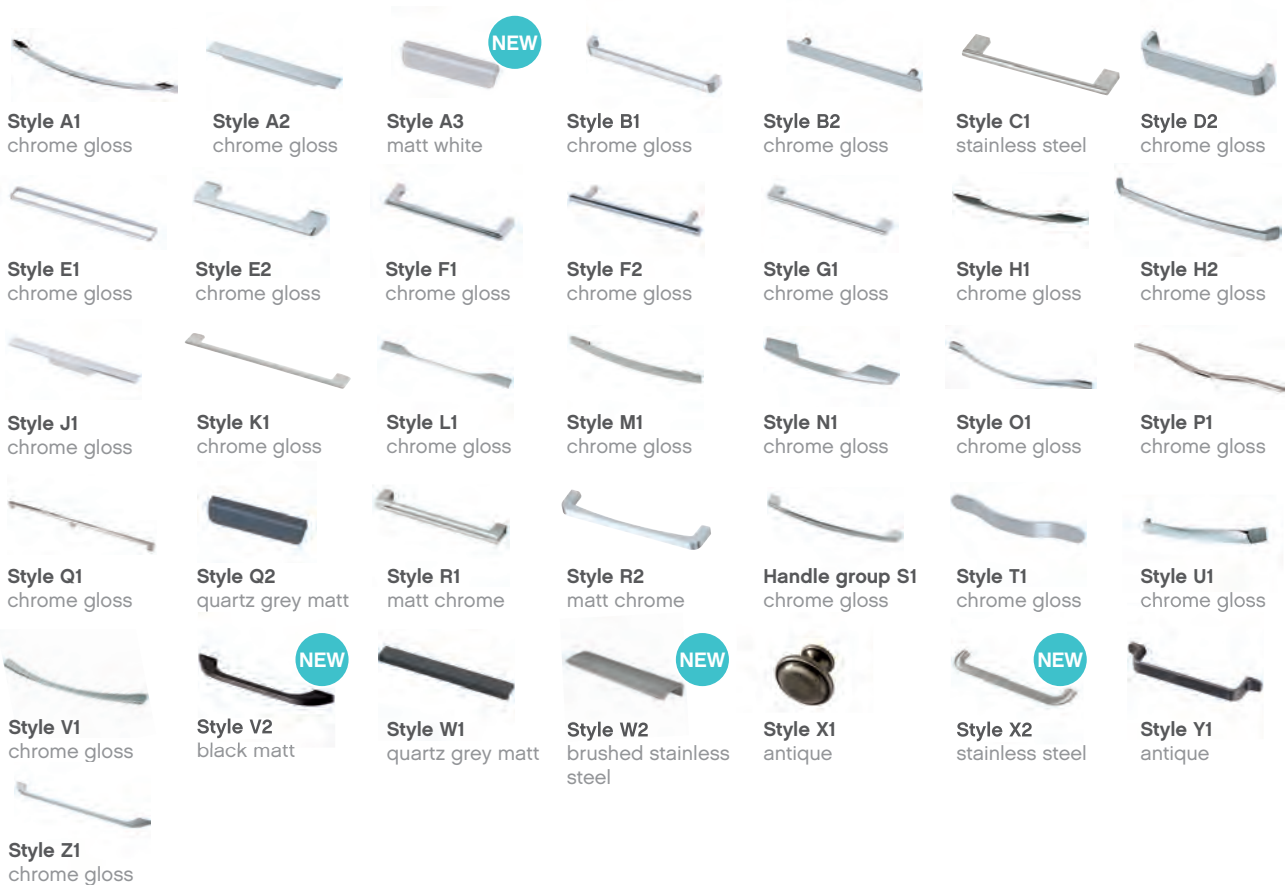 NEW
Style A1
chrome gloss
Style A2
chrome gloss
Style A3
matt white
Style B1
chrome gloss
Style B2
chrome gloss
Style C1
stainless steel
Style D2
chrome gloss
Style E1
chrome gloss
Style E2
chrome gloss
Style F1
chrome gloss
Style F2
chrome gloss
Style G1
chrome gloss
Style H1
chrome gloss
Style H2
chrome gloss
Style J1
chrome gloss
Style K1
chrome gloss
Style L1
chrome gloss
Style M1
chrome gloss
Style N1
chrome gloss
Style O1
chrome gloss
Style P1
chrome gloss
Style Q1
chrome gloss
Style Q2
quartz grey matt
Style R1
matt chrome
Style R2
matt chrome
Handle group S1
chrome gloss
Style T1
chrome gloss
Style U1
chrome gloss
Style V1
chrome gloss
NEW
Style V2
black matt
Style W1
quartz grey matt
NEW
Style W2
brushed stainless
steel
Style X1
antique
NEW
Style X2
stainless steel
Style Y1
antique
Style Z1
chrome gloss